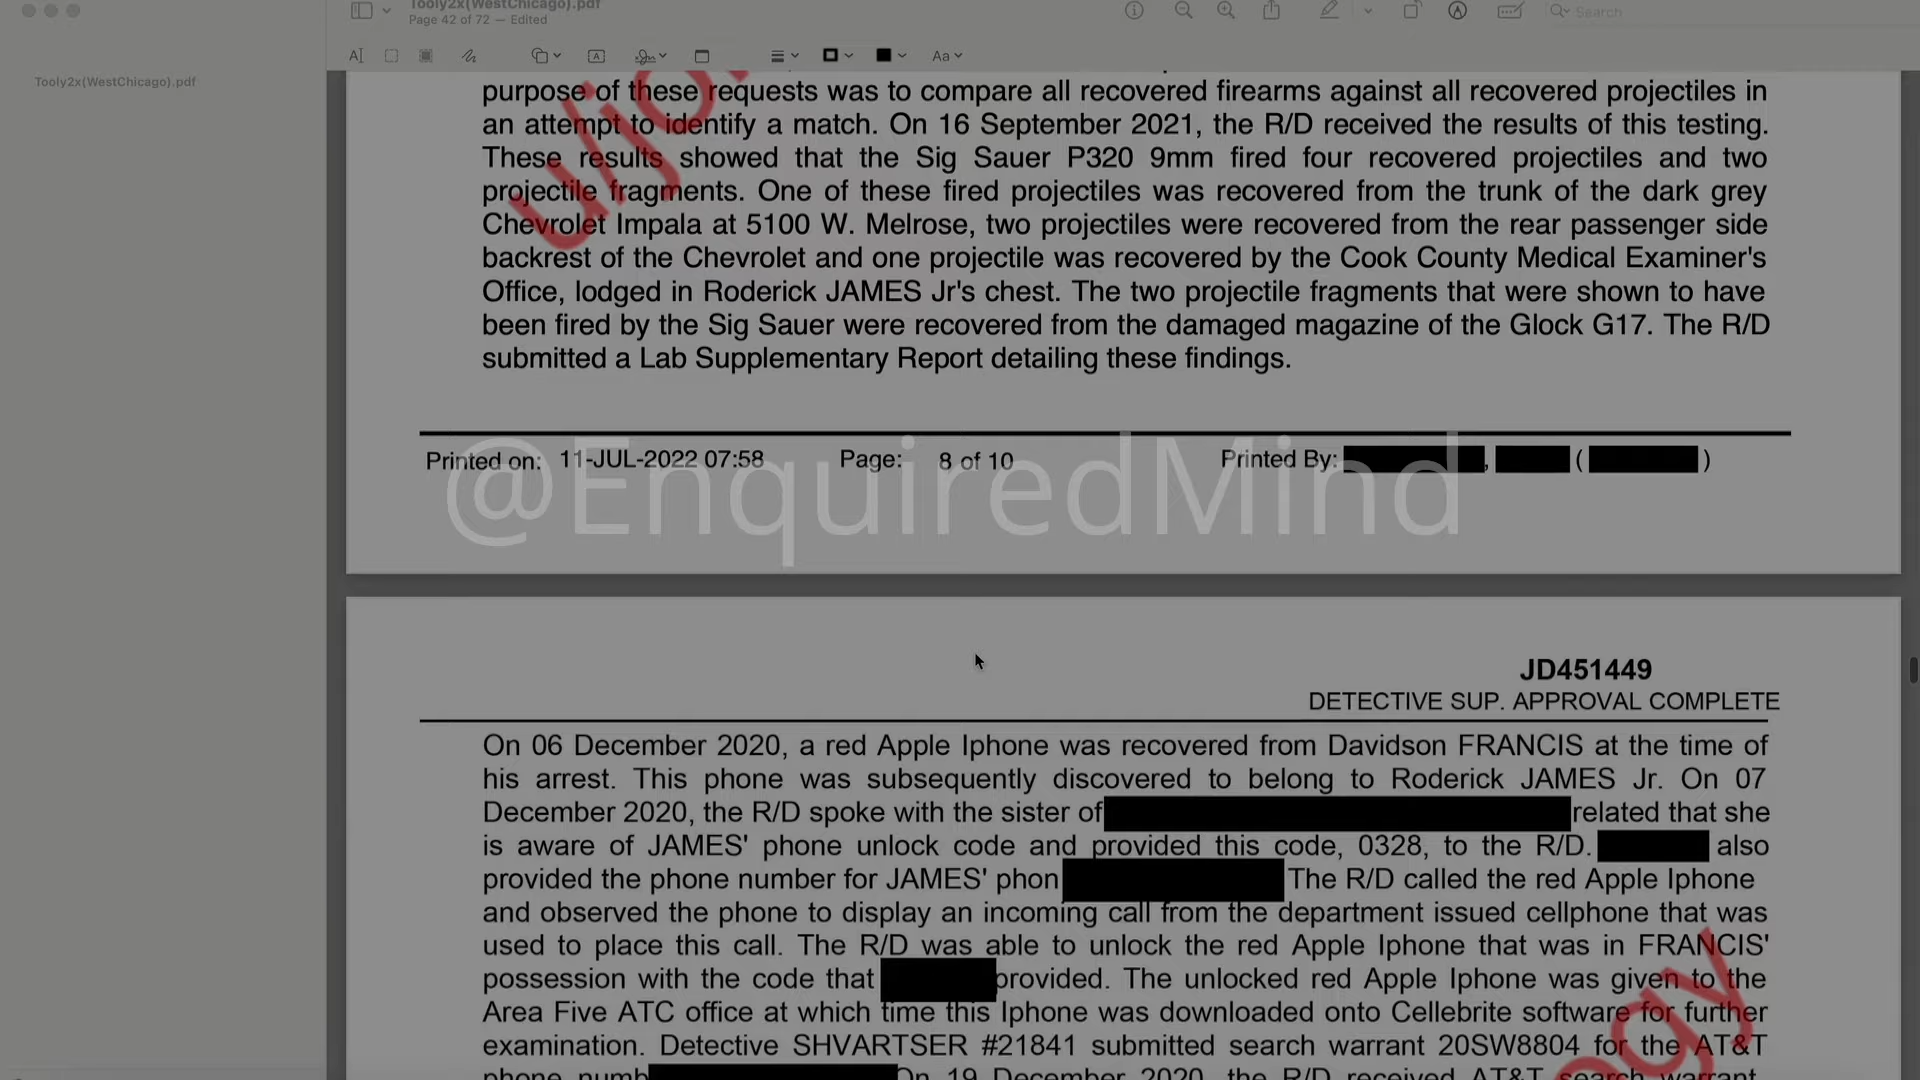 Tooly2x(WestChicago).pdf
Page 42 of 72 — Edited
Search
Aa
Tooly2x(WestChicago).pdf
purpose of these requests was to compare all recovered firearms against all recovered projectiles in
an attempt to identify a match. On 16 September 2021, the R/D received the results of this testing.
These results showed that the Sig Sauer P320 9mm fired four recovered projectiles and two
projectile fragments. One of these fired projectiles was recovered from the trunk of the dark grey
Chevrolet Impala at 5100 W. Melrose, two projectiles were recovered from the rear passenger side
backrest of the Chevrolet and one projectile was recovered by the Cook County Medical Examiner's
Office, lodged in Roderick JAMES Jr's chest. The two projectile fragments that were shown to have
been fired by the Sig Sauer were recovered from the damaged magazine of the Glock G17. The R/D
submitted a Lab Supplementary Report detailing these findings.
Printed on: 11-JUL-2022 07:58 Page: 8 of 10 Printed By: , ( )
@EnquiredMind
JD451449
DETECTIVE SUP. APPROVAL COMPLETE
On 06 December 2020, a red Apple Iphone was recovered from Davidson FRANCIS at the time of
his arrest. This phone was subsequently discovered to belong to Roderick JAMES Jr. On 07
December 2020, the R/D spoke with the sister of related that she
is aware of JAMES' phone unlock code and provided this code, 0328, to the R/D. also
provided the phone number for JAMES' phon The R/D called the red Apple Iphone
and observed the phone to display an incoming call from the department issued cellphone that was
used to place this call. The R/D was able to unlock the red Apple Iphone that was in FRANCIS'
possession with the code that provided. The unlocked red Apple Iphone was given to the
Area Five ATC office at which time this Iphone was downloaded onto Cellebrite software for further
examination. Detective SHVARTSER #21841 submitted search warrant 20SW8804 for the AT&T
phone numb On 19 December 2020, the R/D received AT&T search warrant